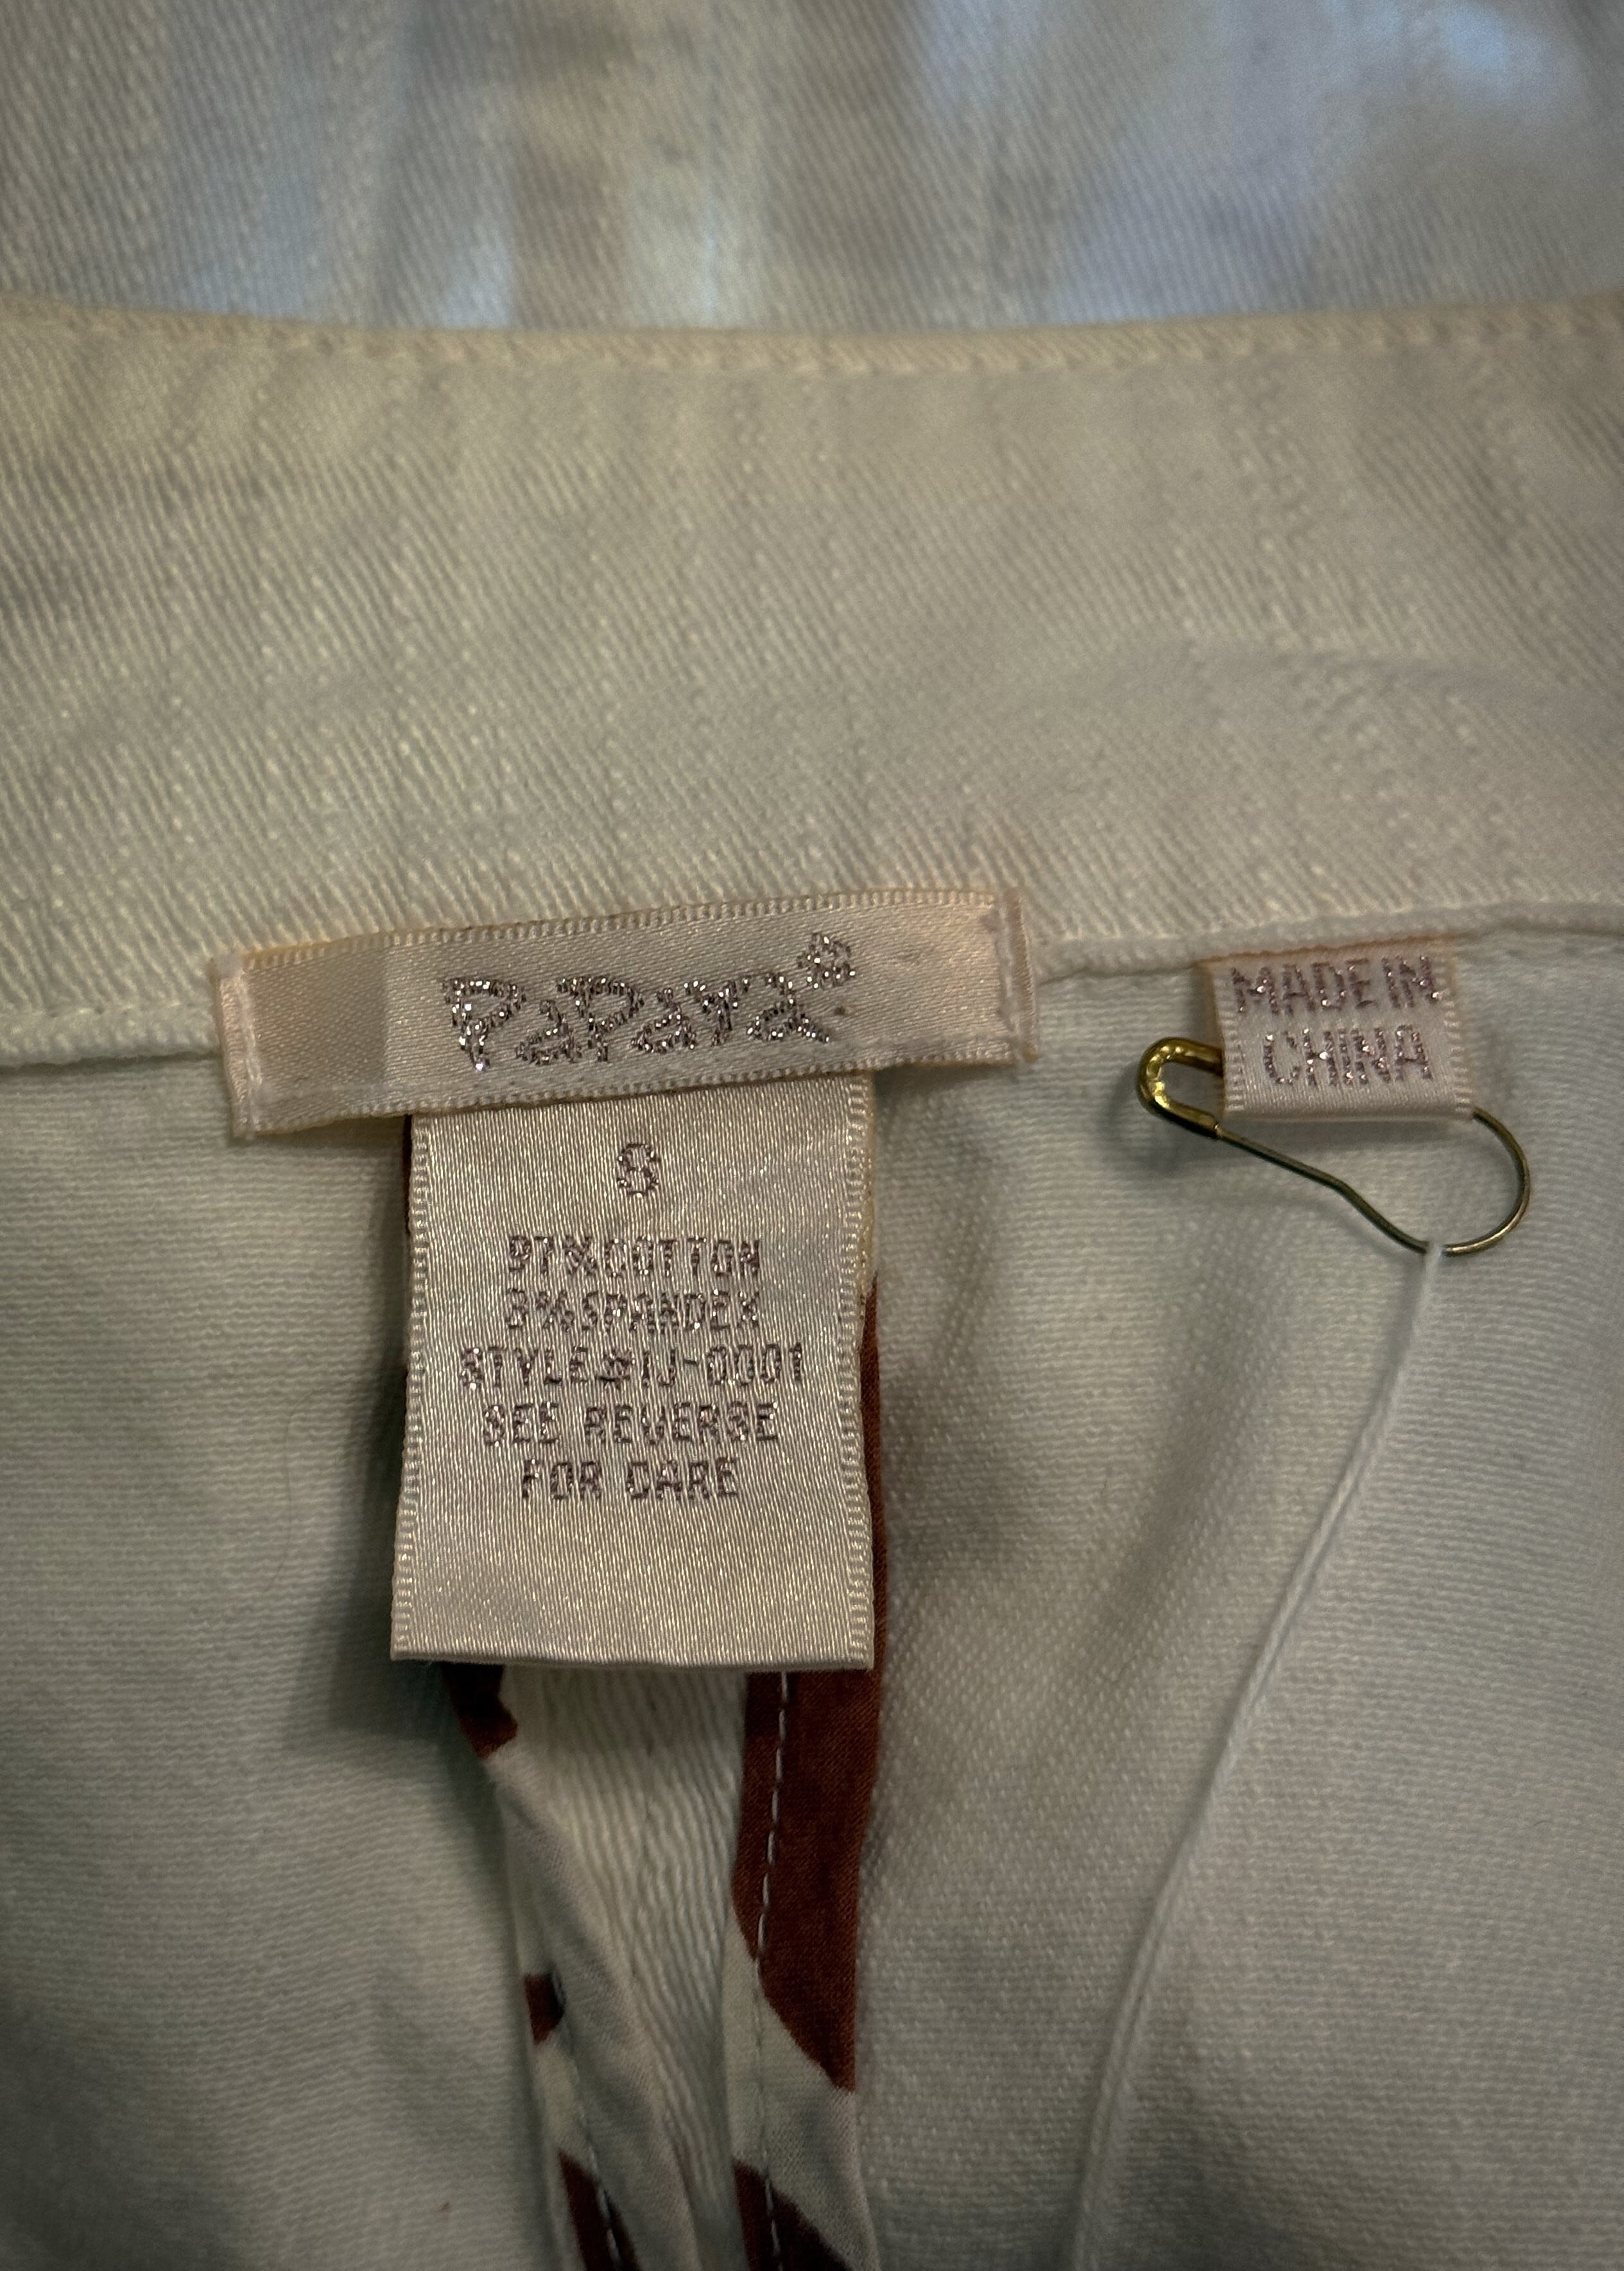 PaPaYa
MADE IN
CHINA
S
97%COTTON
3%SPANDEX
STYLE#IJ-0001
SEE REVERSE
FOR CARE